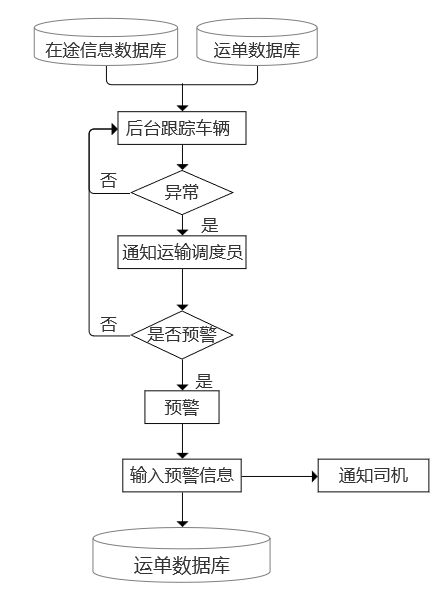 在途信息数据库
运单数据库
后台跟踪车辆
否
异常
是
通知运输调度员
否
是否预警
是
预警
输入预警信息
通知司机
运单数据库